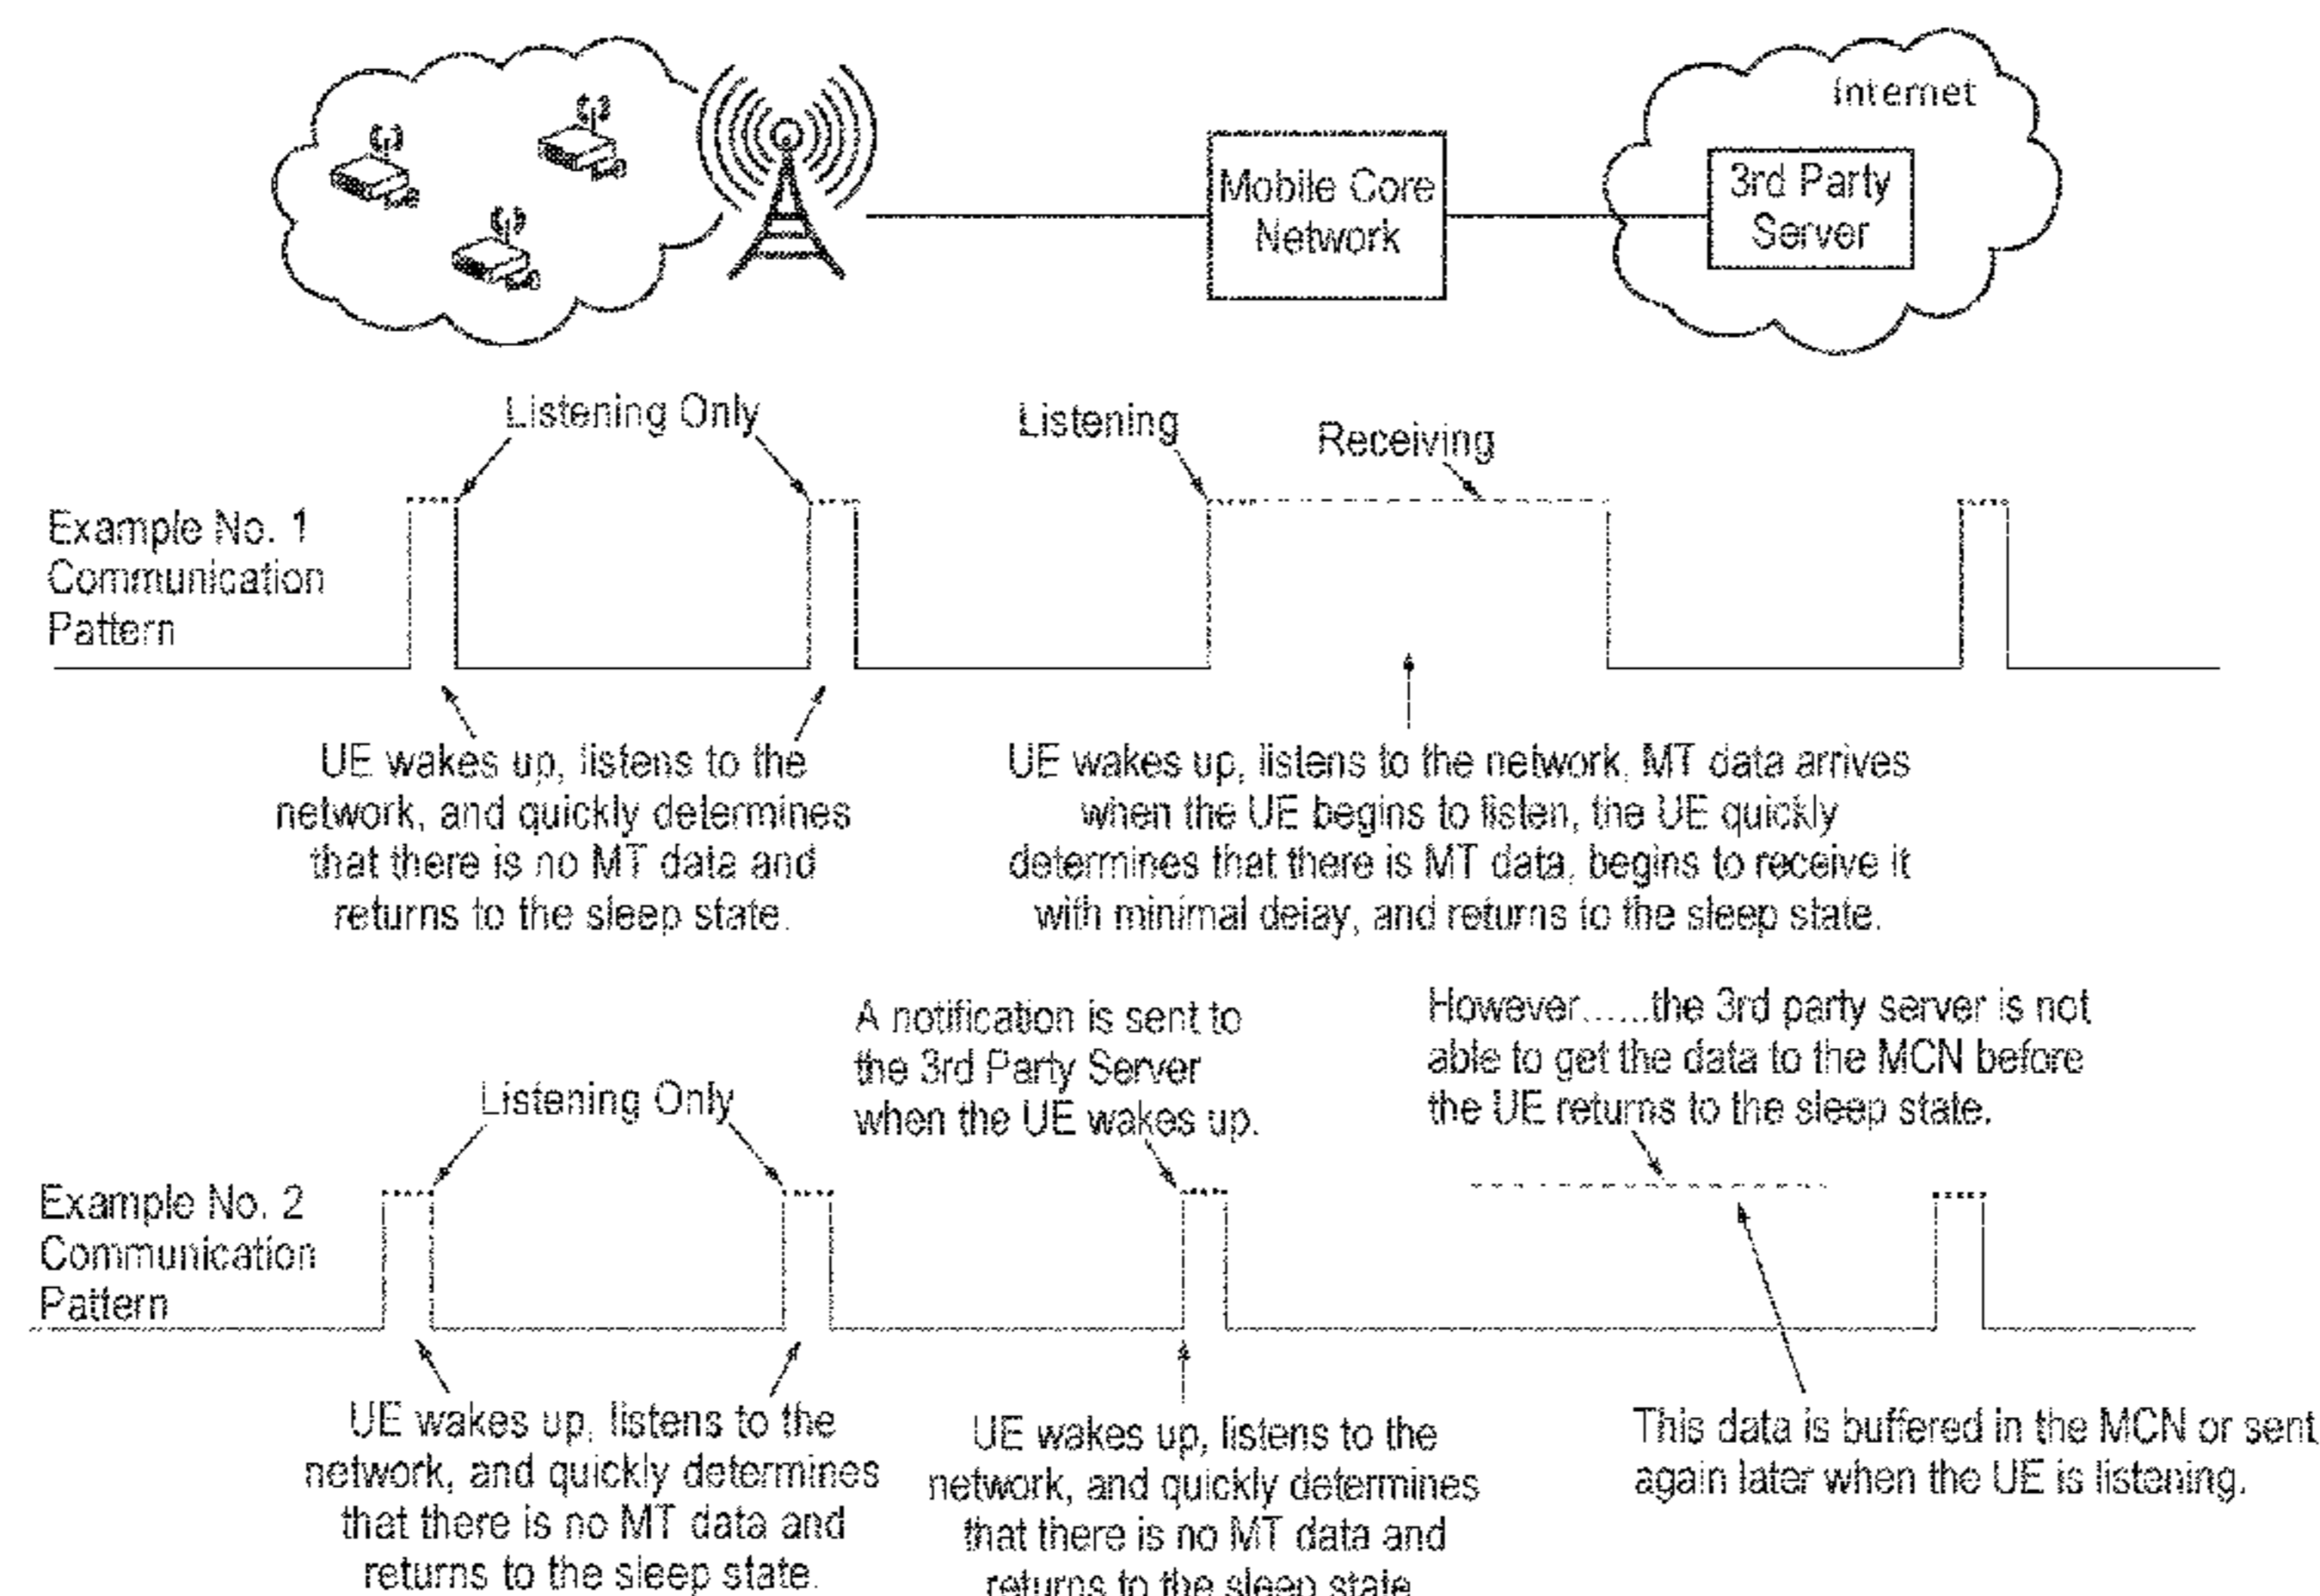 Internet
Mobile Core
Network
3rd Party
Server
Listening Only
Listening
Receiving
Example No. 1
Communication
Pattern
UE wakes up, listens to the
network, and quickly determines
that there is no MT data and
returns to the sleep state.
UE wakes up, listens to the network, MT data arrives
when the UE begins to listen, the UE quickly
determines that there is MT data, begins to receive it
with minimal delay, and returns to the sleep state.
A notification is sent to
the 3rd Party Server
when the UE wakes up.
However......the 3rd party server is not
able to get the data to the MCN before
the UE returns to the sleep state.
Listening Only
Example No. 2
Communication
Pattern
UE wakes up, listens to the
network, and quickly determines
that there is no MT data and
returns to the sleep state.
UE wakes up, listens to the
network, and quickly determines
that there is no MT data and
returns to the sleep state
This data is buffered in the MCN or sent
again later when the UE is listening.